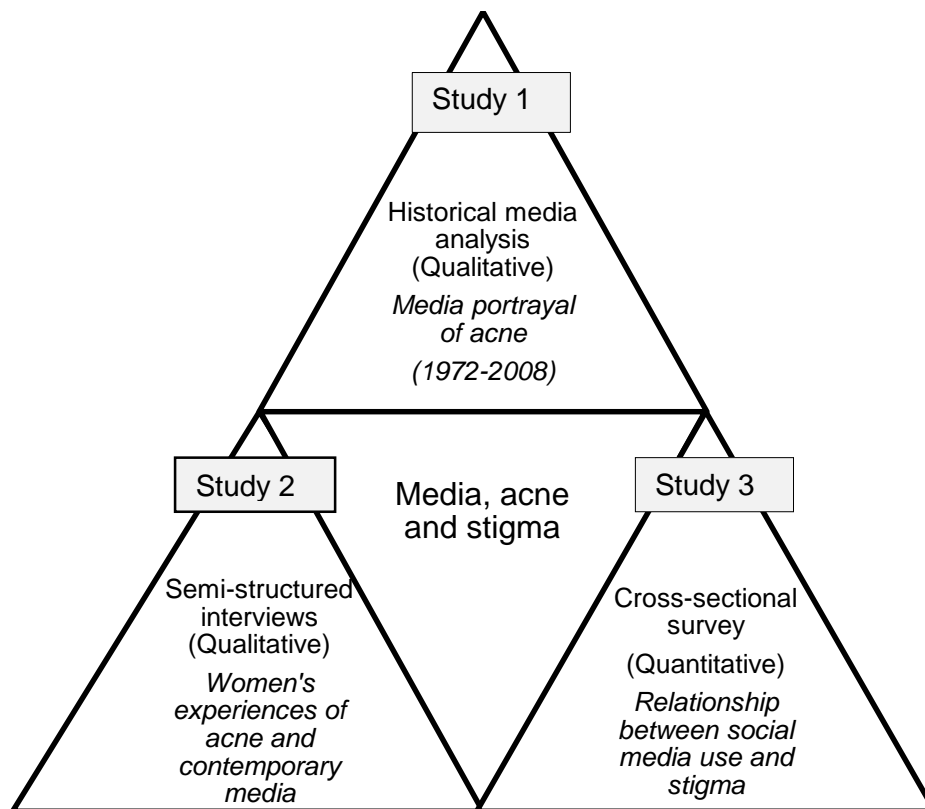 Study 1
Historical media
analysis
(Qualitative)
Media portrayal
of acne
(1972-2008)
Study 2
Semi-structured
interviews
(Qualitative)
Women's
experiences of
acne and
contemporary
media
Media, acne
and stigma
Study 3
Cross-sectional
survey
(Quantitative)
Relationship
between social
media use and
stigma